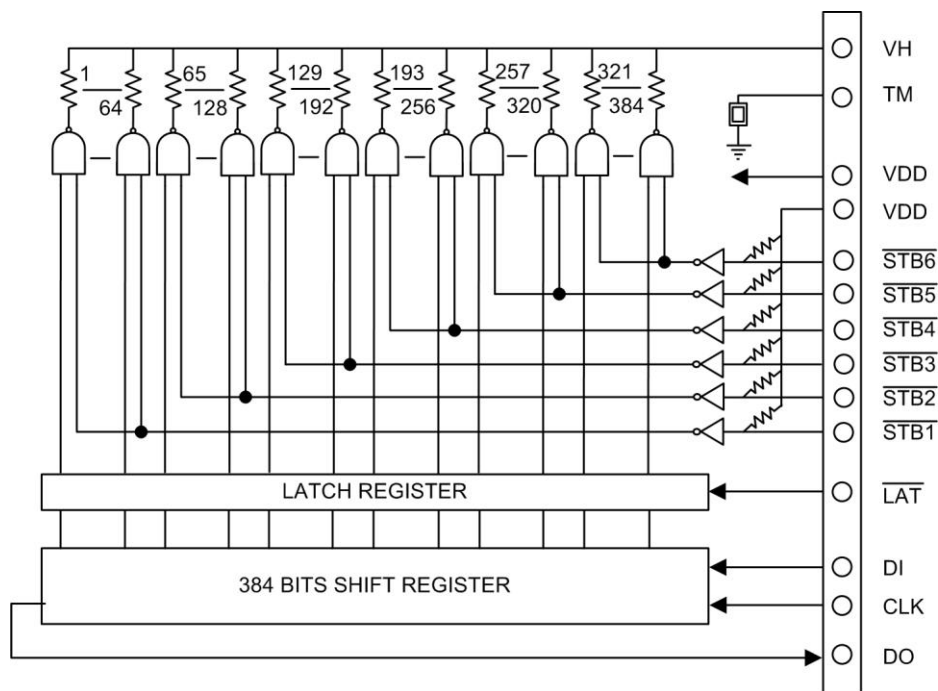 VH
1
64
65
128
129
192
193
256
257
320
321
384
TM
VDD
VDD
STB6
STB5
STB4
STB3
STB2
STB1
LATCH REGISTER
LAT
384 BITS SHIFT REGISTER
DI
CLK
DO